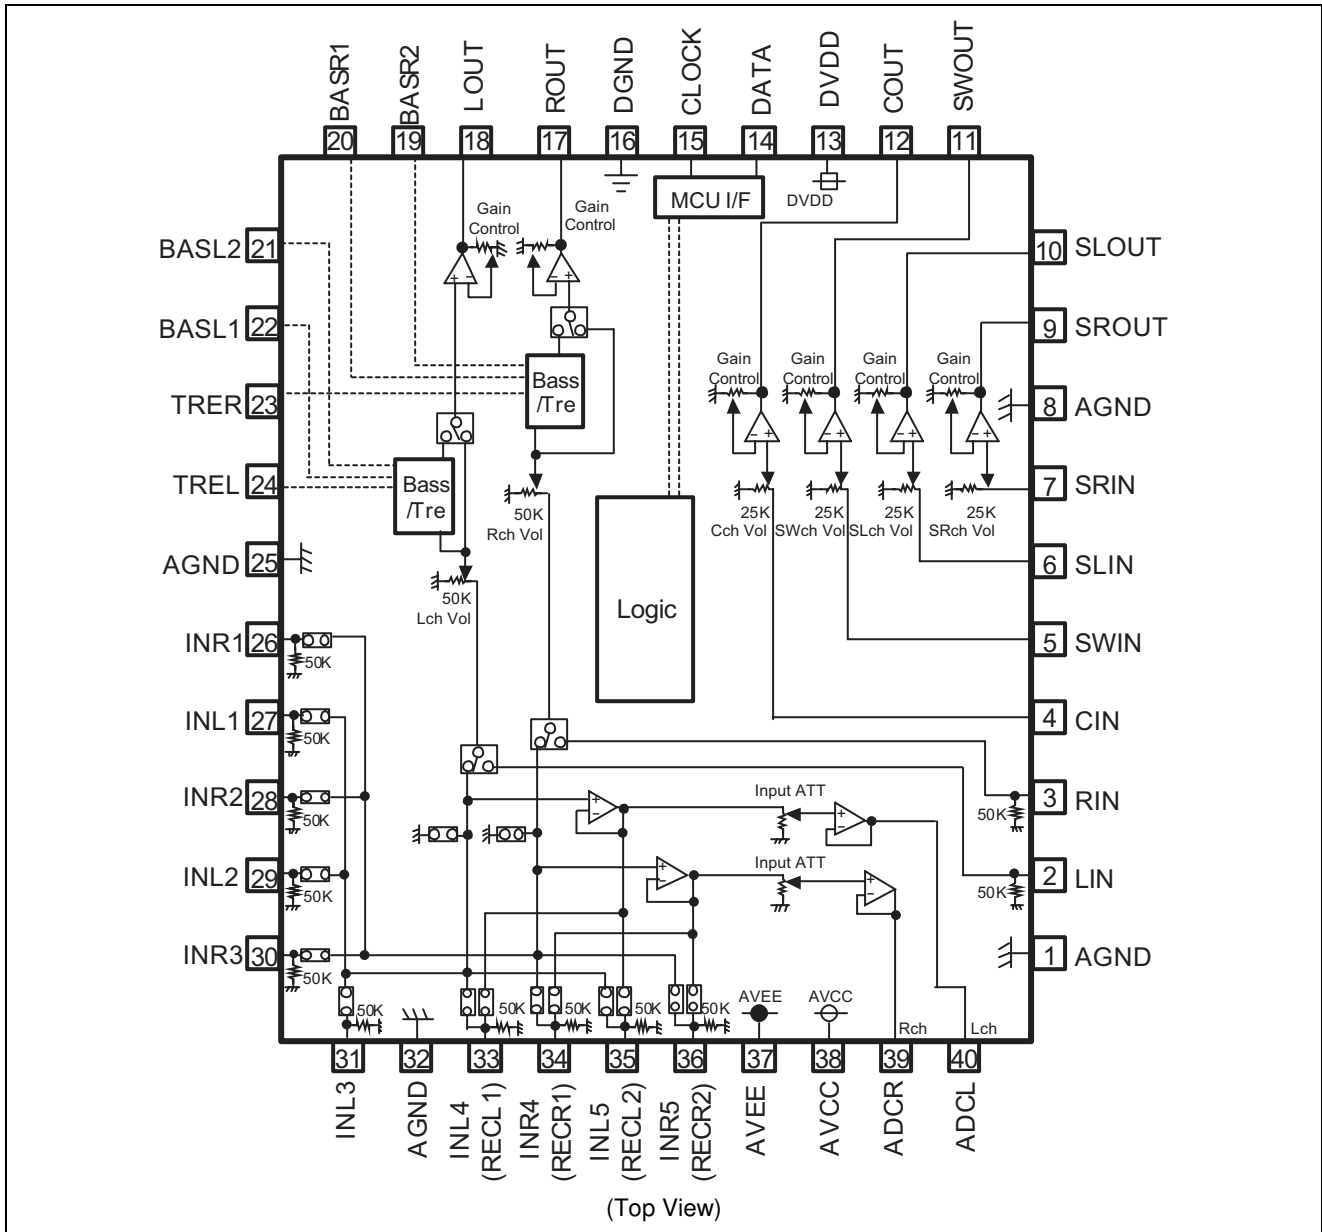 BASR1
BASR2
LOUT
ROUT
DGND
CLOCK
DATA
DVDD
COUT
SWOUT
20
19
18
17
16
15
14
13
12
11
MCU I/F
DVDD
Gain
Control
Gain
Control
BASL2 21
BASL1 22
TRER 23
TREL 24
AGND 25
INR1 26
INL1 27
INR2 28
INL2 29
INR3 30
10 SLOUT
9 SROUT
8 AGND
7 SRIN
6 SLIN
5 SWIN
4 CIN
3 RIN
2 LIN
1 AGND
Bass
/Tre
Bass
/Tre
+ -
- +
Gain
Control
Gain
Control
Gain
Control
Gain
Control
- +
- +
- +
- +
50K
Rch Vol
50K
Lch Vol
25K
Cch Vol
25K
SWch Vol
25K
SLch Vol
25K
SRch Vol
Logic
50K
50K
50K
50K
50K
50K
50K
Input ATT
Input ATT
+
-
+
-
+
-
+
-
50K
50K
50K
50K
50K
AVEE
AVCC
Rch
Lch
31
32
33
34
35
36
37
38
39
40
INL3
AGND
INL4
(RECL1)
INR4
(RECR1)
INL5
(RECL2)
INR5
(RECR2)
AVEE
AVCC
ADCR
ADCL
(Top View)